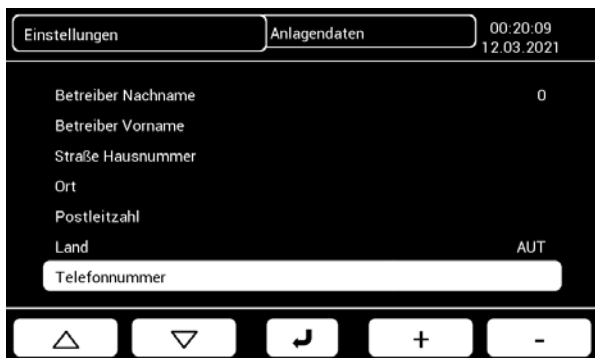 Einstellungen Anlagendaten 00:20:09
12.03.2021
Betreiber Nachname 0
Betreiber Vorname
Straße Hausnummer
Ort
Postleitzahl
Land AUT
Telefonnummer
+ -